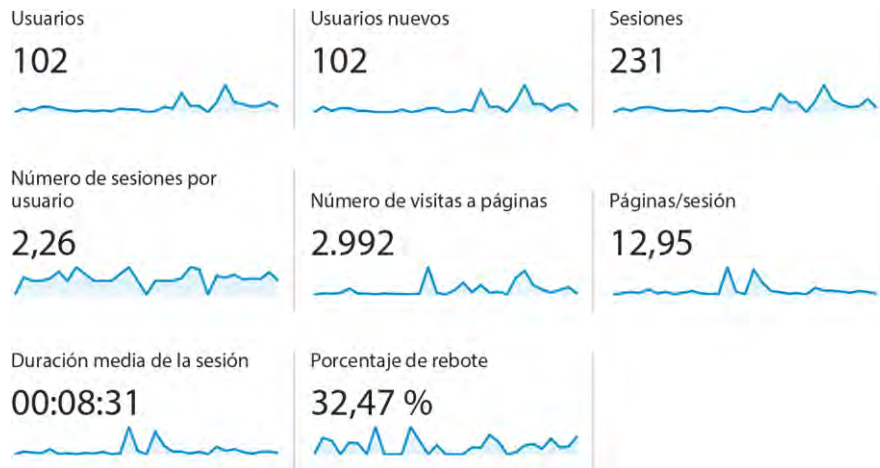 Usuarios
102
Usuarios nuevos
102
Sesiones
231
Número de sesiones por
usuario
2,26
Número de visitas a páginas
2.992
Páginas/sesión
12,95
Duración media de la sesión
00:08:31
Porcentaje de rebote
32,47 %